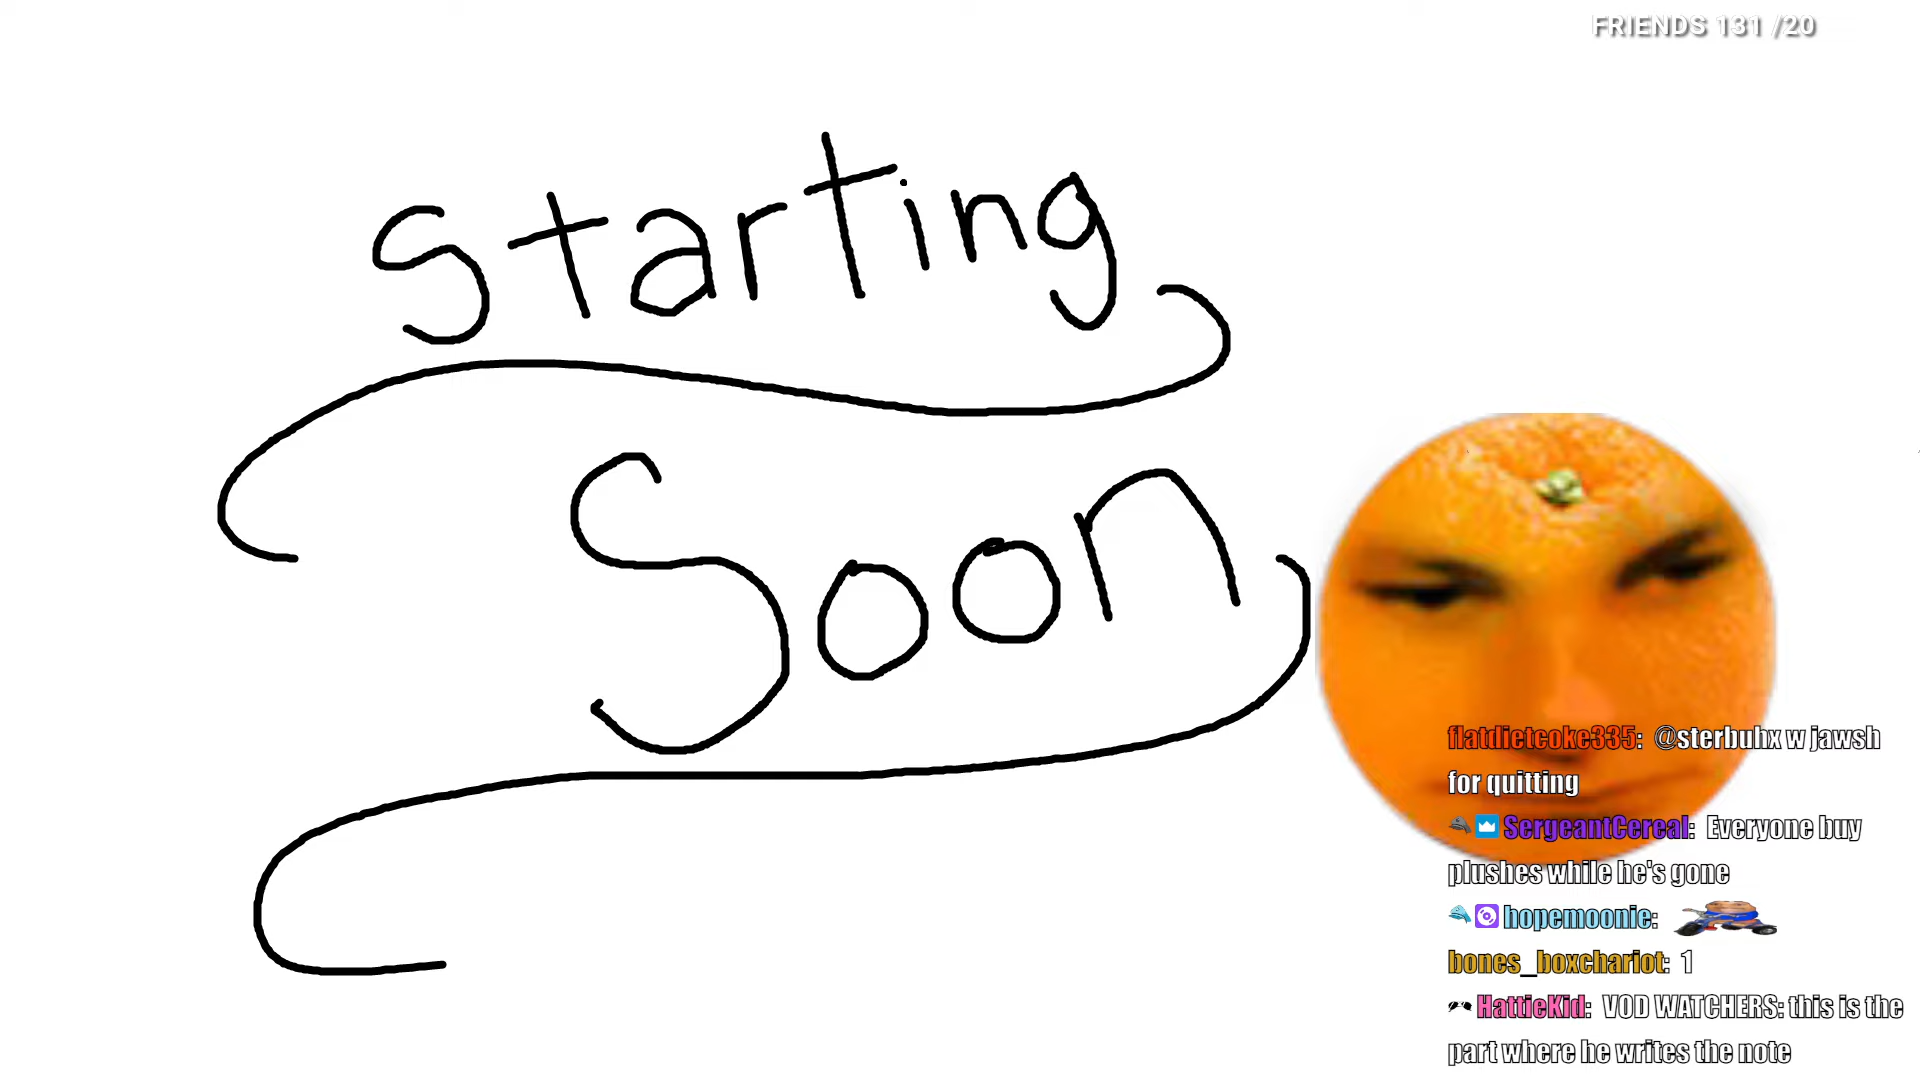 FRIENDS 131 /20
Starting
Soon
flatdietcoke335: @sterbuhx w jawsh
for quitting
SergeantCereal: Everyone buy
plushes while he's gone
hopemoonie:
bones_boxchariot: 1
HattieKid: VOD WATCHERS: this is the
part where he writes the note